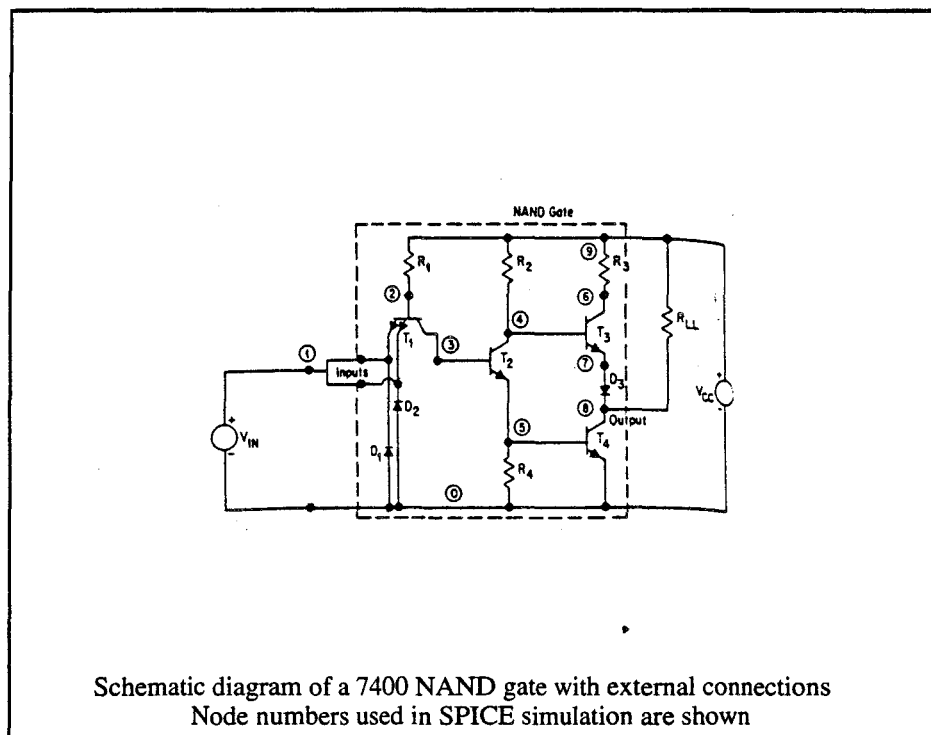 NAND Gate
R1
R2
9
R3
2
6
RLL
T1
4
T3
1
3
T2
7
Inputs
D3
VCC
+
-
D2
8
Output
+
VIN
-
5
T4
D1
R4
0
Schematic diagram of a 7400 NAND gate with external connections
Node numbers used in SPICE simulation are shown